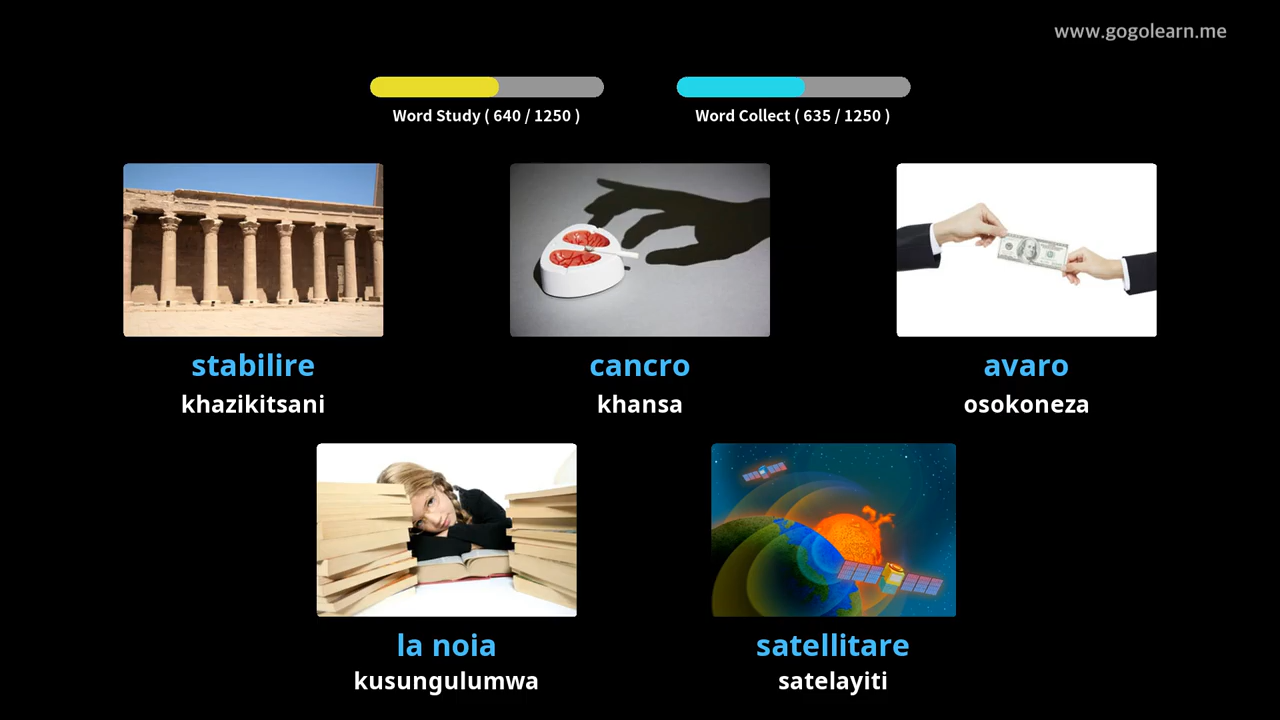 www.gogolearn.me
Word Study ( 640 / 1250 )
Word Collect ( 635 / 1250 )
stabilire
khazikitsani
cancro
khansa
avaro
osokoneza
la noia
kusungulumwa
satellitare
satelayiti